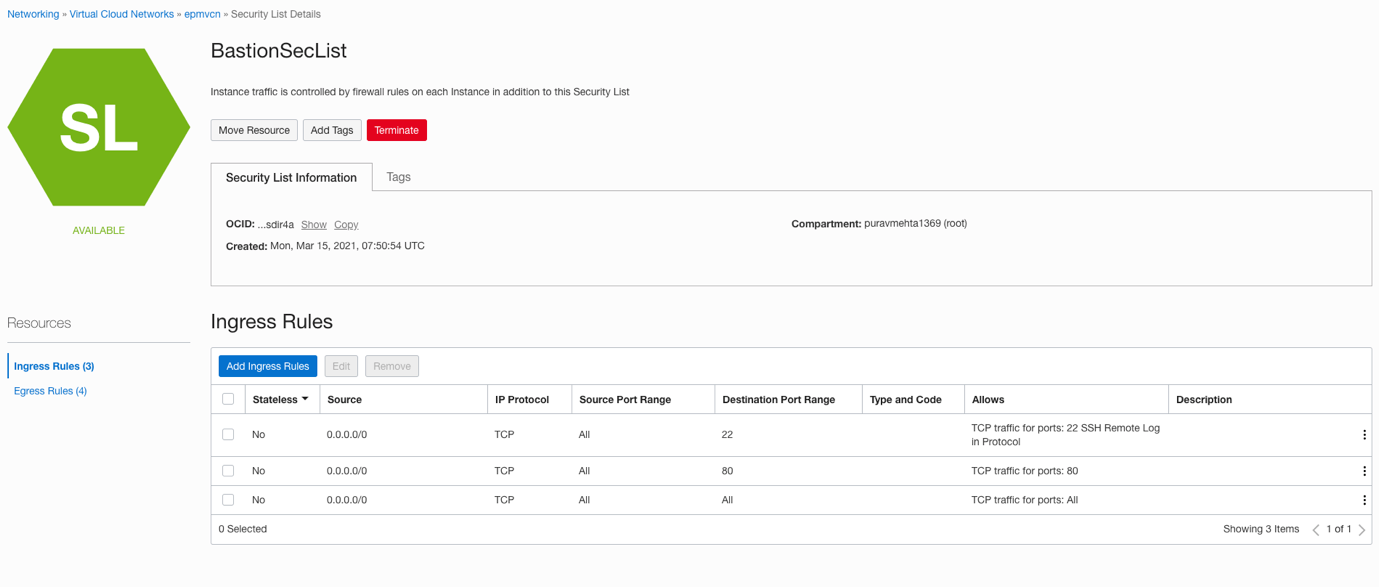 Networking » Virtual Cloud Networks » epmvcn » Security List Details
SL
AVAILABLE
BastionSecList
Instance traffic is controlled by firewall rules on each Instance in addition to this Security List
Move Resource Add Tags Terminate
Security List Information Tags
OCID: ...sdir4a Show Copy
Compartment: puravmehta1369 (root)
Created: Mon, Mar 15, 2021, 07:50:54 UTC
Resources
Ingress Rules (3)
Egress Rules (4)
Ingress Rules
Add Ingress Rules Edit Remove
Stateless Source IP Protocol Source Port Range Destination Port Range Type and Code Allows Description
No 0.0.0.0/0 TCP All 22 TCP traffic for ports: 22 SSH Remote Log
in Protocol
No 0.0.0.0/0 TCP All 80 TCP traffic for ports: 80
No 0.0.0.0/0 TCP All All TCP traffic for ports: All
0 Selected Showing 3 Items 1 of 1